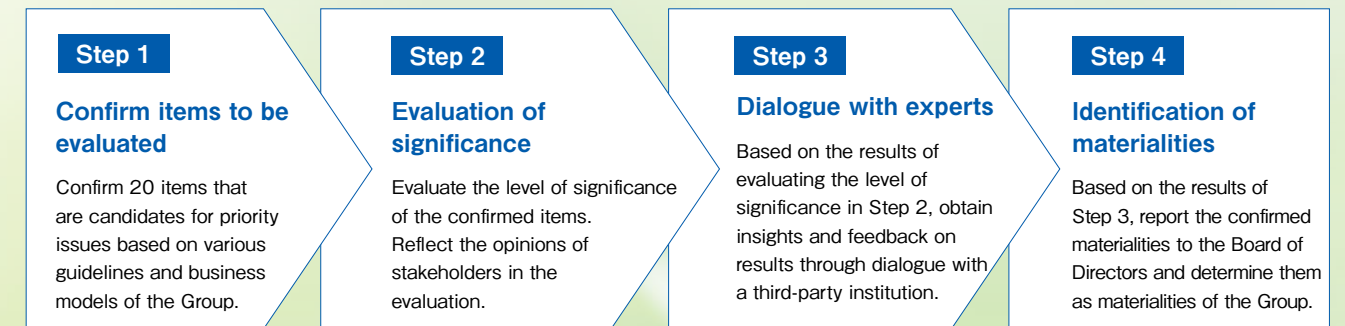 Step 1
Confirm items to be
evaluated
Confirm 20 items that
are candidates for priority
issues based on various
guidelines and business
models of the Group.
Step 2
Evaluation of
significance
Evaluate the level of significance
of the confirmed items.
Reflect the opinions of
stakeholders in the
evaluation.
Step 3
Dialogue with experts
Based on the results of
evaluating the level of
significance in Step 2, obtain
insights and feedback on
results through dialogue with
a third-party institution.
Step 4
Identification of
materialities
Based on the results of
Step 3, report the confirmed
materialities to the Board of
Directors and determine them
as materialities of the Group.